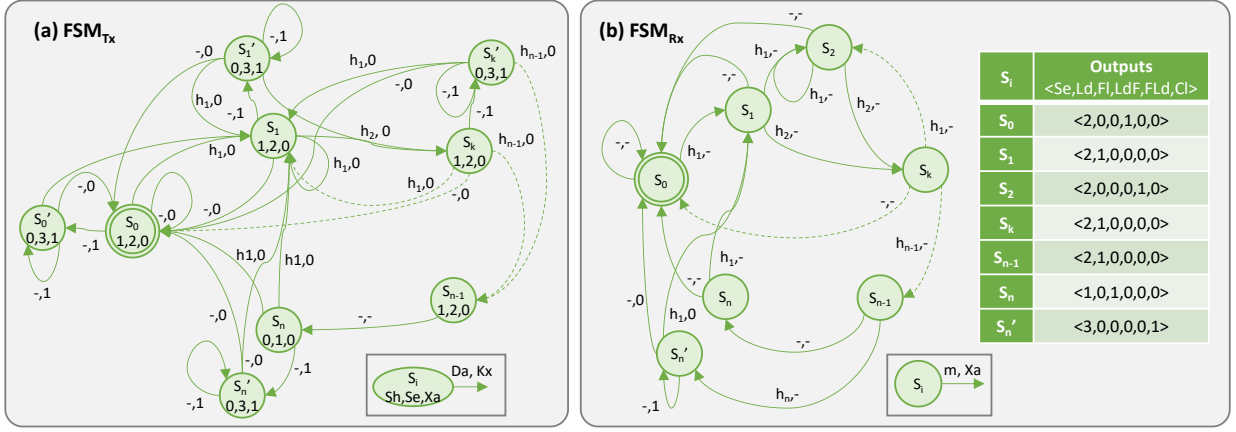 (a) FSMTx
S1'
0,3,1
-,1
-,0
h1,0
-,1
S1
1,2,0
h1,0
-,0
Sk'
0,3,1
hn-1,0
-,1
-,1
h2, 0
Sk
1,2,0
hn-1,0
h1,0
h1,0
h1,0
-,0
S0'
0,3,1
-,1
-,1
S0
1,2,0
-,0
-,0
-,0
h1,0
h1,0
Sn-1
1,2,0
-,-
Sn
0,1,0
-,0
-,0
-,1
Sn'
0,3,1
-,1
Da, Kx
Si
Sh,Se,Xa
(b) FSMRx
-,-
S2
h1,-
h1,-
h2,-
-,-
S1
h2,-
h1,-
Sk
h1,-
-,-
S0
-,-
hn-1,-
h1,-
-,-
Sn
Sn-1
-,-
-,0
h1,0
Sn'
-,1
hn,-
m, Xa
Si
Si
Outputs
<Se,Ld,Fl,LdF,FLd,Cl>
S0 <2,0,0,1,0,0>
S1 <2,1,0,0,0,0>
S2 <2,0,0,0,1,0>
Sk <2,1,0,0,0,0>
Sn-1 <2,1,0,0,0,0>
Sn <1,0,1,0,0,0>
Sn' <3,0,0,0,0,1>